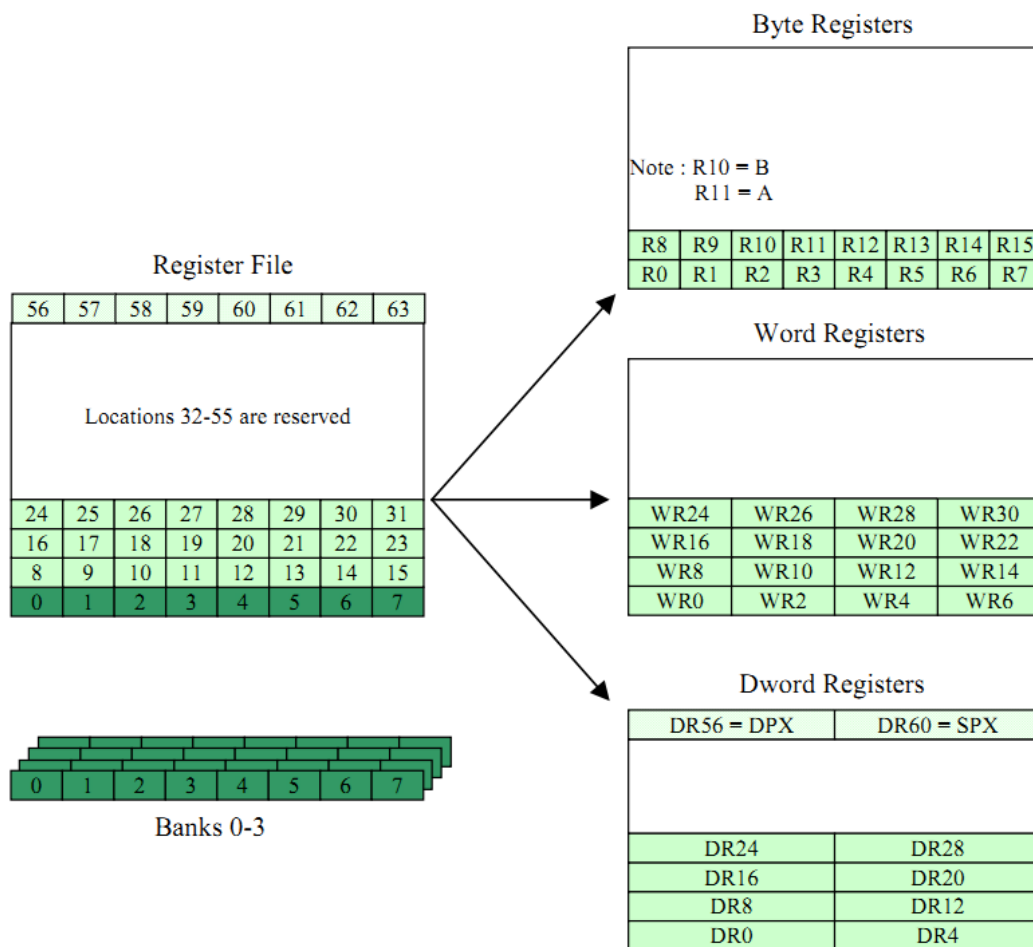 Register File
56 57 58 59 60 61 62 63
Locations 32-55 are reserved
24 25 26 27 28 29 30 31
16 17 18 19 20 21 22 23
8 9 10 11 12 13 14 15
0 1 2 3 4 5 6 7
0 1 2 3 4 5 6 7
Banks 0-3
Byte Registers
Note : R10 = B
R11 = A
R8 R9 R10 R11 R12 R13 R14 R15
R0 R1 R2 R3 R4 R5 R6 R7
Word Registers
WR24 WR26 WR28 WR30
WR16 WR18 WR20 WR22
WR8 WR10 WR12 WR14
WR0 WR2 WR4 WR6
Dword Registers
DR56 = DPX DR60 = SPX
DR24 DR28
DR16 DR20
DR8 DR12
DR0 DR4